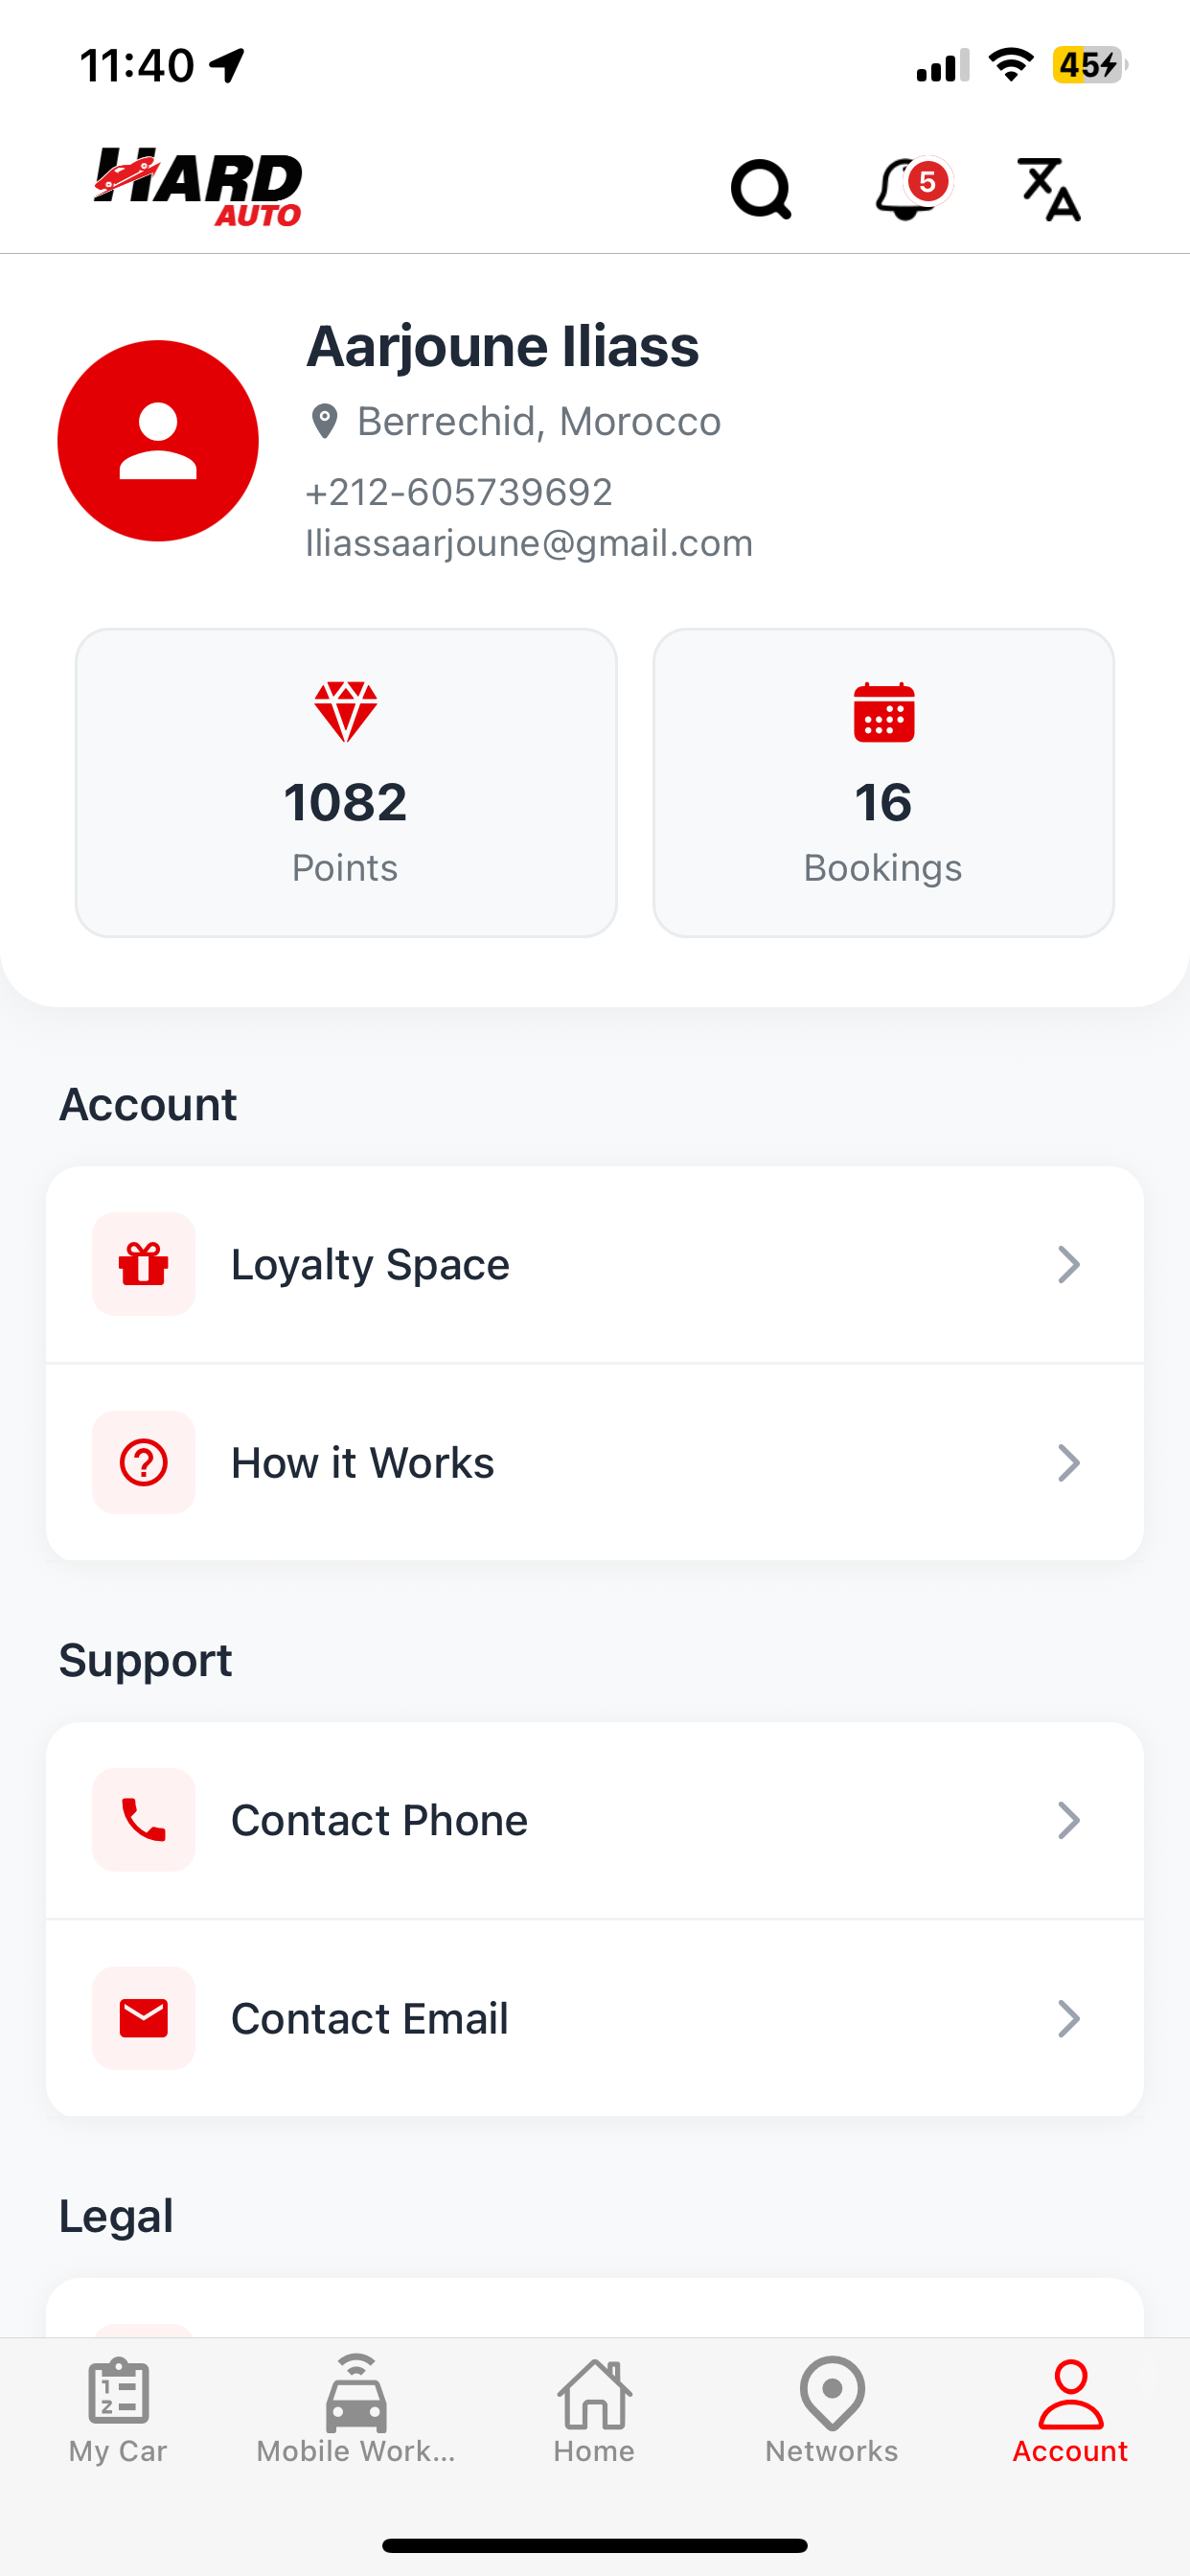 11:40
45
HARD
AUTO
5
Aarjoune Iliass
Berrechid, Morocco
+212-605739692
Iliassaarjoune@gmail.com
1082
Points
16
Bookings
Account
Loyalty Space
How it Works
Support
Contact Phone
Contact Email
Legal
My Car
Mobile Work...
Home
Networks
Account